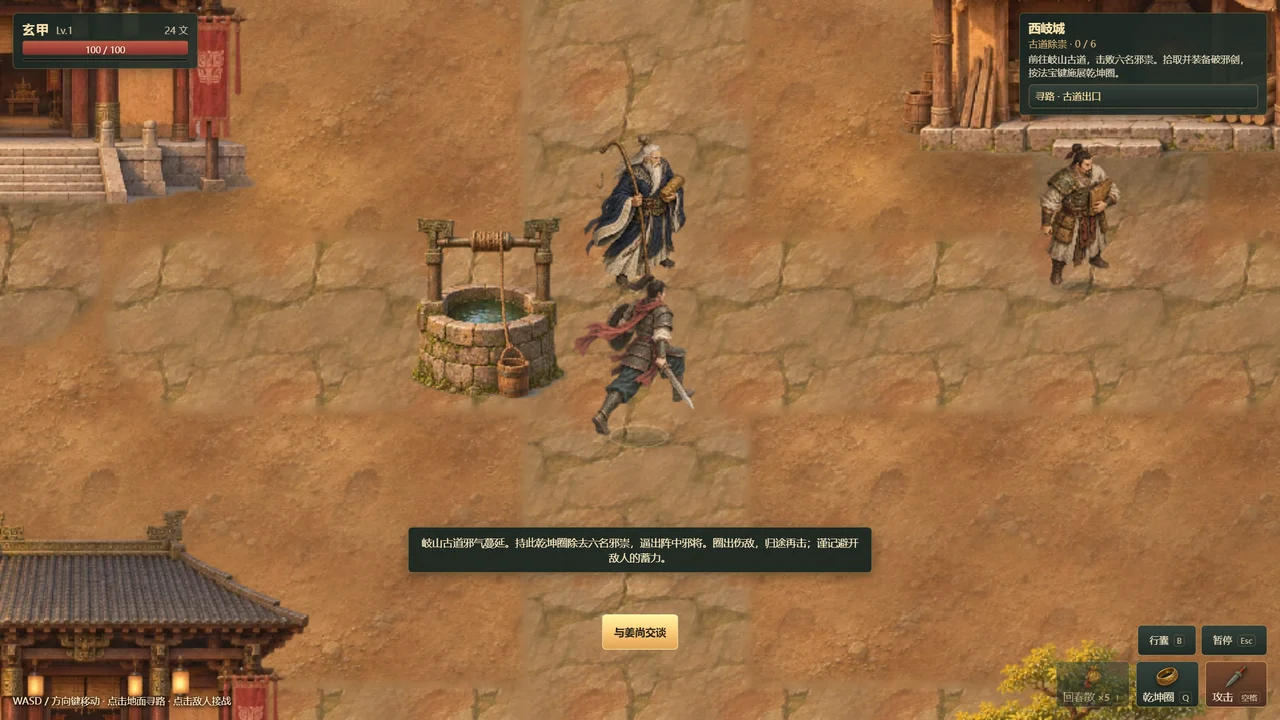 玄甲 Lv.1 24 文
100 / 100
西岐城
古道除祟 · 0 / 6
前往岐山古道，击败六名邪祟。拾取并装备破邪剑，
按法宝键施展乾坤圈。
寻路 · 古道出口
岐山古道邪气蔓延。持此乾坤圈除去六名邪祟，逼出阵中邪将。圈出伤敌，归途再击；谨记避开
敌人的蓄力。
与姜尚交谈
行囊 B
暂停 Esc
回春散 ×5 1
乾坤圈 Q
攻击 空格
WASD / 方向键移动 · 点击地面寻路 · 点击敌人接战